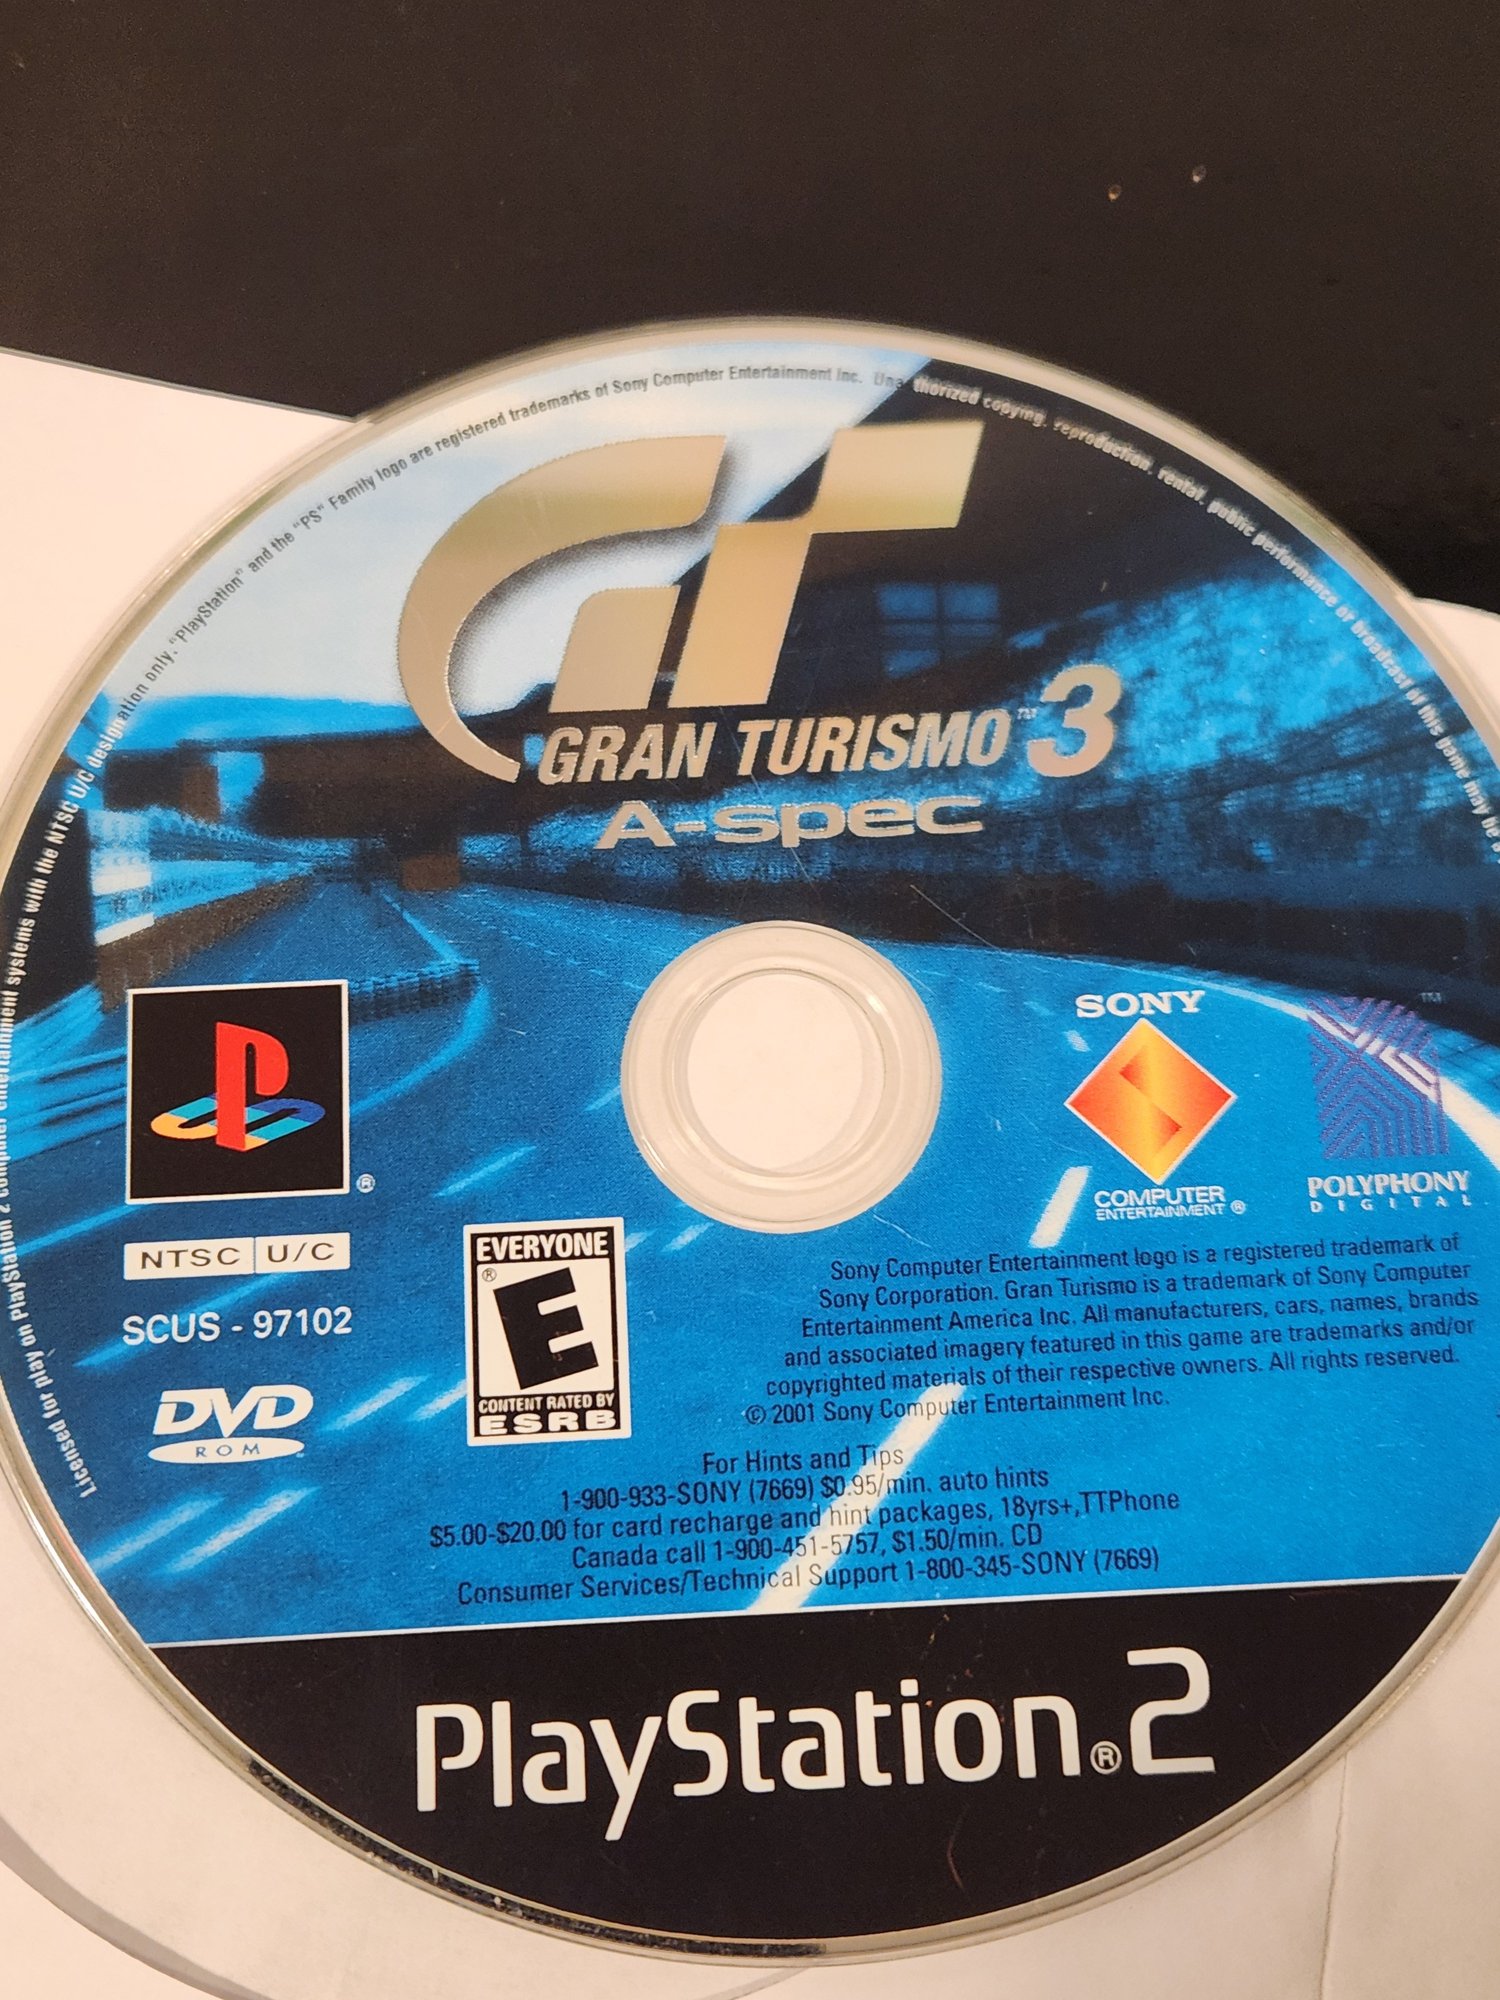 Licensed for play on PlayStation 2 computer entertainment systems with the NTSC U/C designation only. "PlayStation" and the "PS" Family logo are registered trademarks of Sony Computer Entertainment Inc. Unauthorized copying, reproduction, rental, public performance or broadcast of this game may be a
GT
GRAN TURISMO™ 3
A-spec
SONY
COMPUTER
ENTERTAINMENT ®
TM
POLYPHONY
DIGITAL
®
NTSC U/C
SCUS - 97102
DVD
ROM
EVERYONE
®
E
CONTENT RATED BY
ESRB
Sony Computer Entertainment logo is a registered trademark of
Sony Corporation. Gran Turismo is a trademark of Sony Computer
Entertainment America Inc. All manufacturers, cars, names, brands
and associated imagery featured in this game are trademarks and/or
copyrighted materials of their respective owners. All rights reserved.
© 2001 Sony Computer Entertainment Inc.
For Hints and Tips
1-900-933-SONY (7669) $0.95/min. auto hints
$5.00-$20.00 for card recharge and hint packages, 18yrs+,TTPhone
Canada call 1-900-451-5757, $1.50/min. CD
Consumer Services/Technical Support 1-800-345-SONY (7669)
PlayStation®2